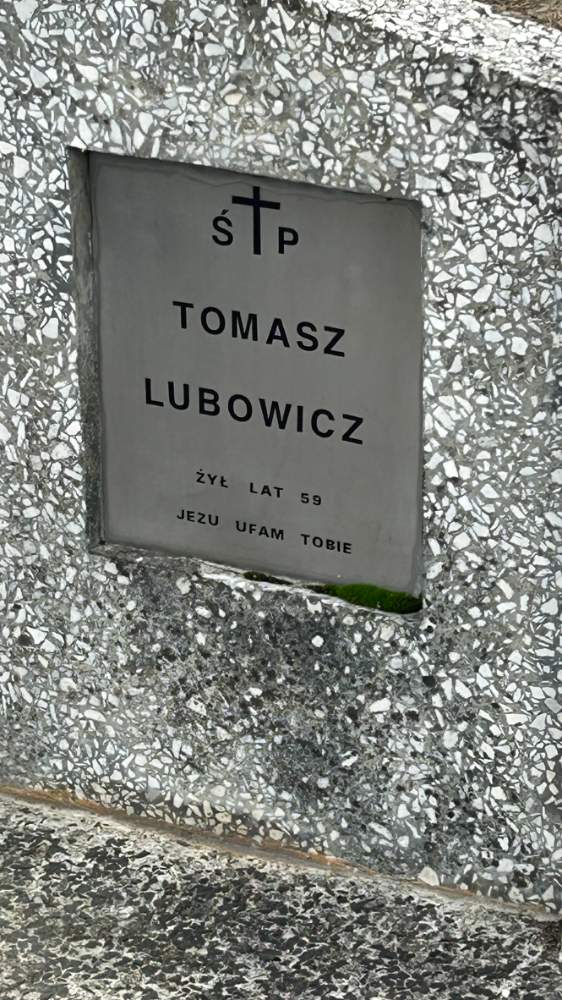 Ś P
TOMASZ
LUBOWICZ
ŻYŁ LAT 59
JEZU UFAM TOBIE